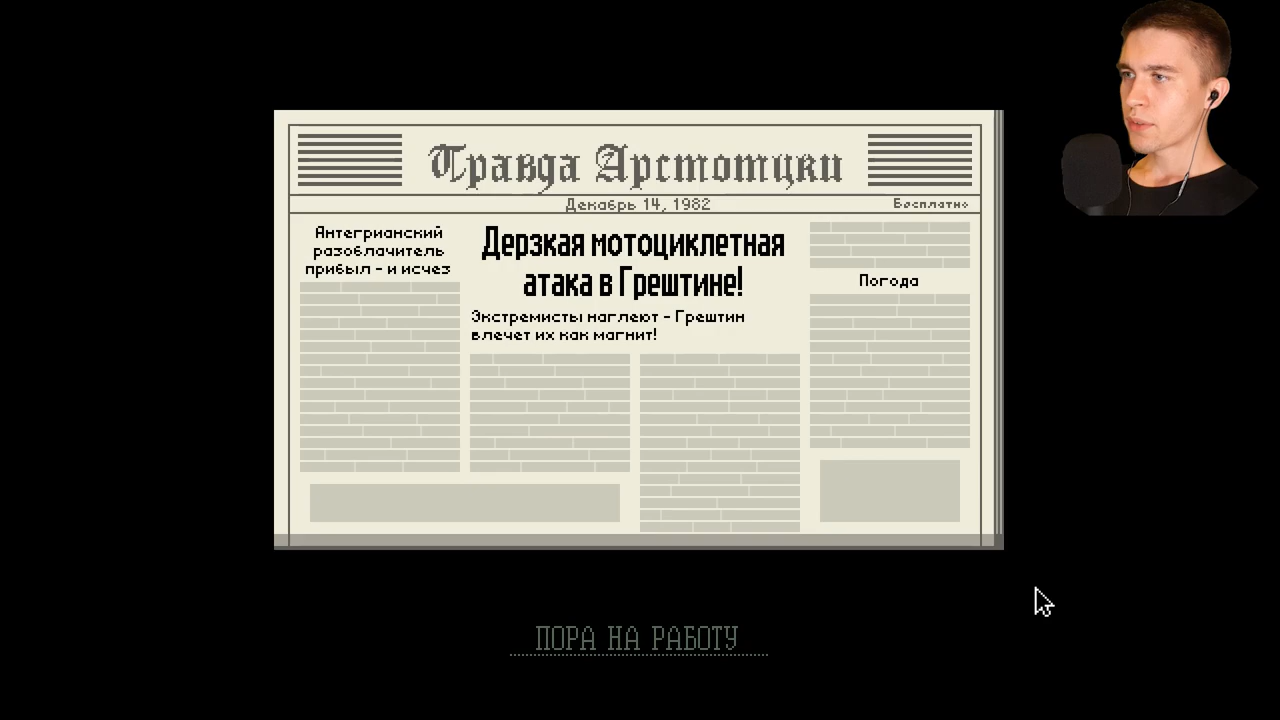 Правда Арстотцки
Декабрь 14, 1982
Бесплатно
Антегрианский
разоблачитель
прибыл - и исчез
Дерзкая мотоциклетная
атака в Грештине!
Экстремисты наглеют - Грештин
влечет их как магнит!
Погода
ПОРА НА РАБОТУ